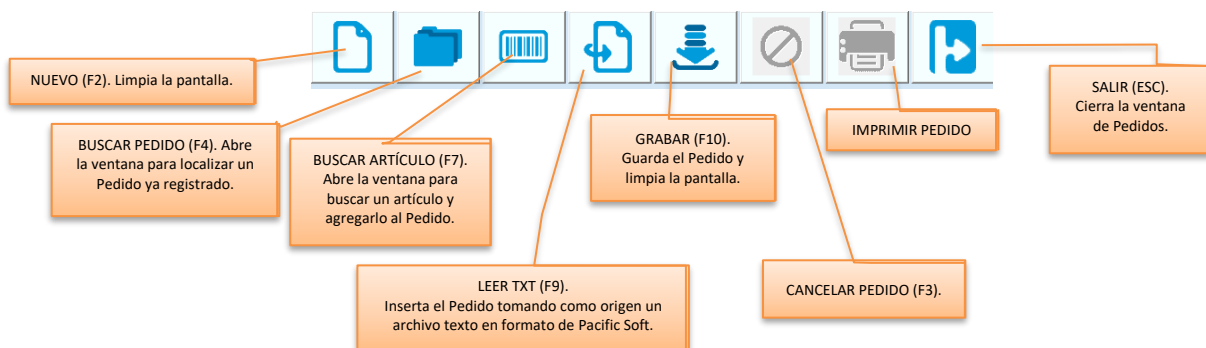 NUEVO (F2). Limpia la pantalla.
BUSCAR PEDIDO (F4). Abre
la ventana para localizar un
Pedido ya registrado.
BUSCAR ARTÍCULO (F7).
Abre la ventana para
buscar un artículo y
agregarlo al Pedido.
LEER TXT (F9).
Inserta el Pedido tomando como origen un
archivo texto en formato de Pacific Soft.
GRABAR (F10).
Guarda el Pedido y
limpia la pantalla.
CANCELAR PEDIDO (F3).
IMPRIMIR PEDIDO
SALIR (ESC).
Cierra la ventana
de Pedidos.